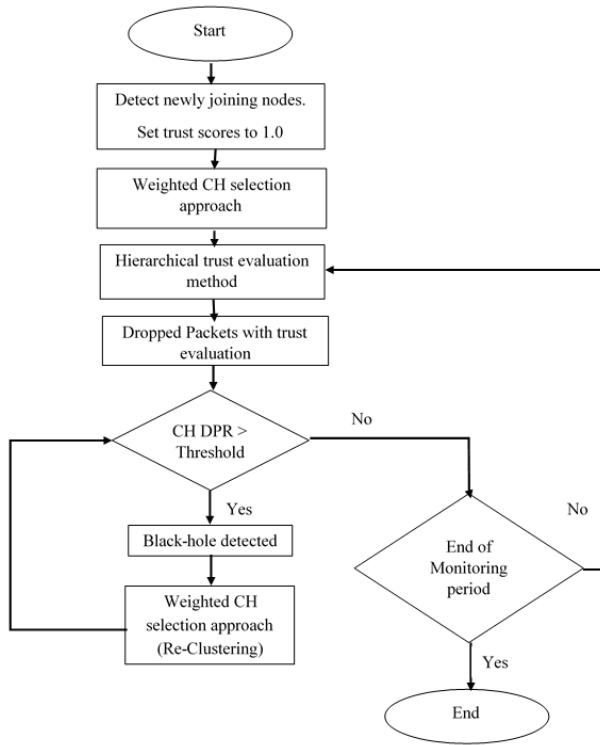 Start
Detect newly joining nodes.
Set trust scores to 1.0
Weighted CH selection
approach
Hierarchical trust evaluation
method
Dropped Packets with trust
evaluation
CH DPR >
Threshold
No
Yes
Black-hole detected
Weighted CH
selection approach
(Re-Clustering)
End of
Monitoring
period
No
Yes
End